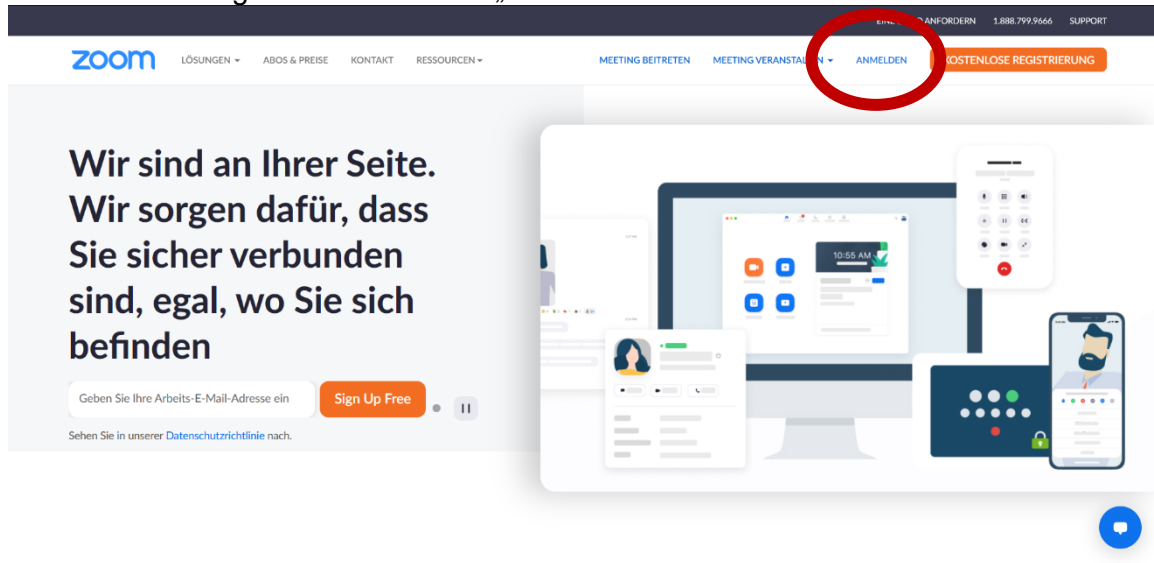 ANFORDERN 1.888.799.9666 SUPPORT
zoom LÖSUNGEN ABOS & PREISE KONTAKT RESSOURCEN MEETING BEITRETEN MEETING VERANSTALTEN ANMELDEN KOSTENLOSE REGISTRIERUNG
Wir sind an Ihrer Seite.
Wir sorgen dafür, dass
Sie sicher verbunden
sind, egal, wo Sie sich
befinden
10:55 AM
Geben Sie Ihre Arbeits-E-Mail-Adresse ein Sign Up Free
Sehen Sie in unserer Datenschutzrichtlinie nach.